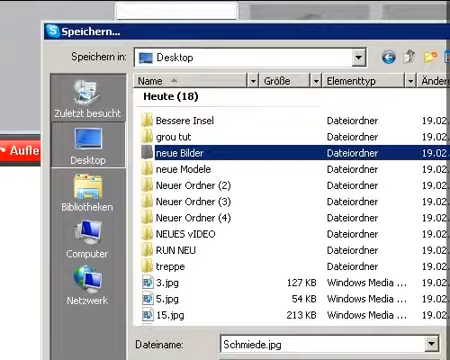 Speichern...
Speichern in: Desktop
Name Größe Elementtyp
Heute (18)
Zuletzt besucht
Desktop
Bibliotheken
Computer
Netzwerk
Aufle
Bessere Insel Dateiordner 19.02.
grou tut Dateiordner 19.02.
neue Bilder Dateiordner 19.02.
neue Modele Dateiordner 19.02.
Neuer Ordner (2) Dateiordner 19.02.
Neuer Ordner (3) Dateiordner 19.02.
Neuer Ordner (4) Dateiordner 19.02.
NEUES vIDEO Dateiordner 19.02.
RUN NEU Dateiordner 19.02.
treppe Dateiordner 19.02.
3.jpg 127 KB Windows Media ... 19.02.
5.jpg 54 KB Windows Media ... 19.02.
15.jpg 213 KB Windows Media ... 19.02.
Dateiname: Schmiede.jpg